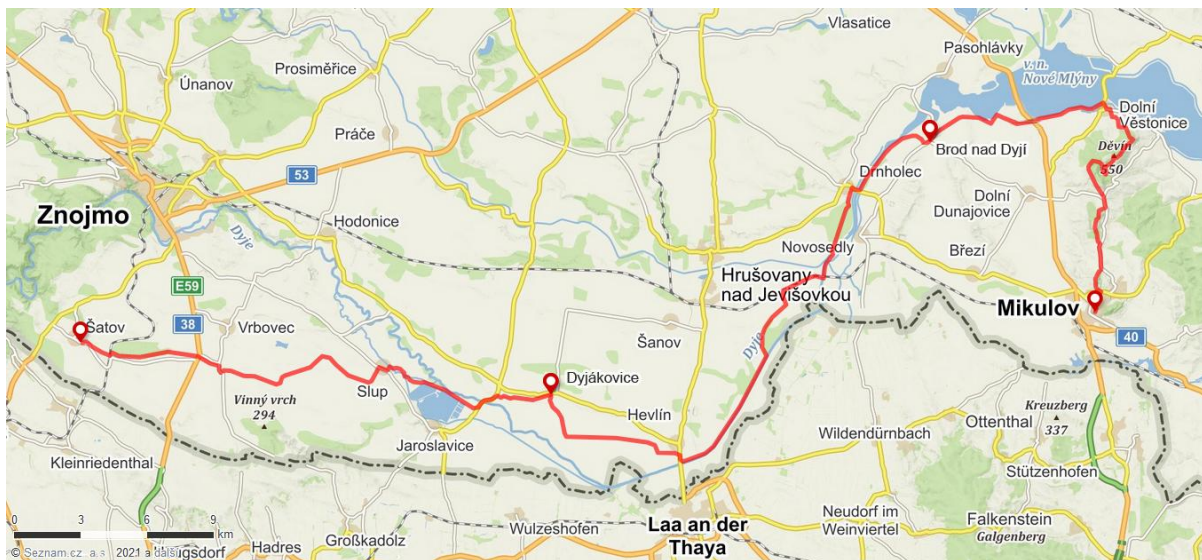 Vlasatice
Pasohlávky
Prosiměřice
Únanov
v. n.
Nové Mlýny
Práče
Dolní
Věstonice
Brod nad Dyjí
Děvín
550
53
Drnholec
Znojmo
Hodonice
Dolní
Dunajovice
Dyje
Novosedly
Březí
E59
Hrušovany
nad Jevišovkou
Mikulov
38
Šatov
Vrbovec
Šanov
Dyje
40
Dyjákovice
Slup
Vinný vrch
294
Hevlín
Kreuzberg
337
Ottenthal
Jaroslavice
Wildendürnbach
Kleinriedenthal
Stützenhofen
0 3 6 9
km
Laa an der
Thaya
Neudorf im
Weinviertel
Falkenstein
Galgenberg
Wulzeshofen
Hadres
Großkadolz
© Seznam.cz, a.s., 2021 a další